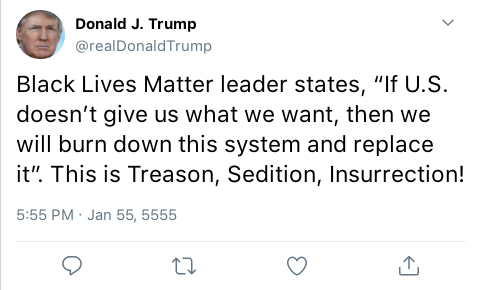 Donald J. Trump
@realDonaldTrump
Black Lives Matter leader states, “If U.S.
doesn’t give us what we want, then we
will burn down this system and replace
it”. This is Treason, Sedition, Insurrection!
5:55 PM · Jan 55, 5555